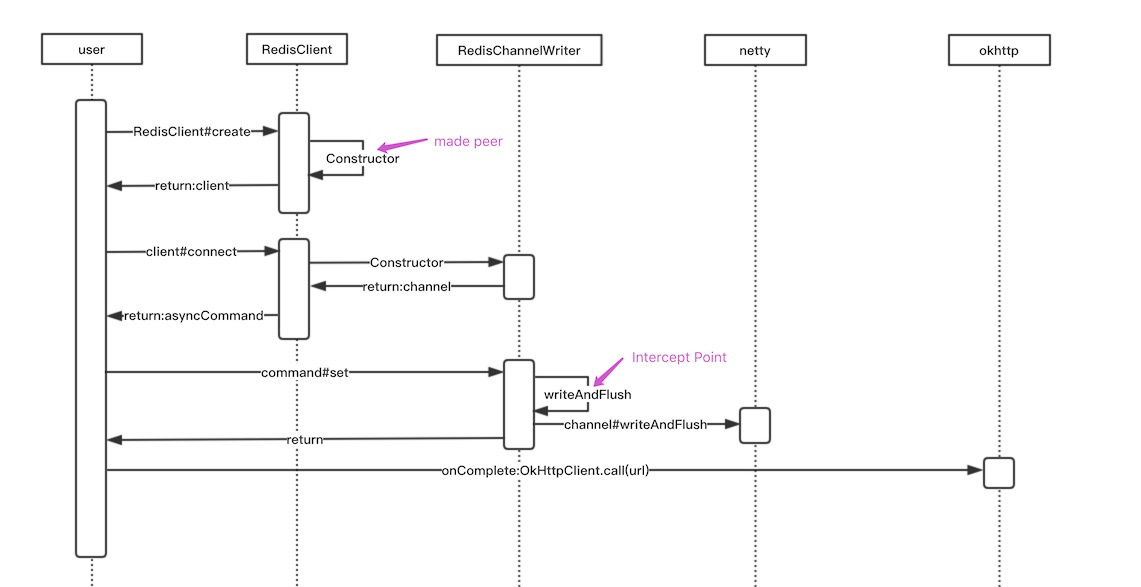 user
RedisClient
RedisChannelWriter
netty
okhttp
RedisClient#create
made peer
Constructor
return:client
client#connect
Constructor
return:channel
return:asyncCommand
Intercept Point
command#set
writeAndFlush
channel#writeAndFlush
return
onComplete:OkHttpClient.call(url)